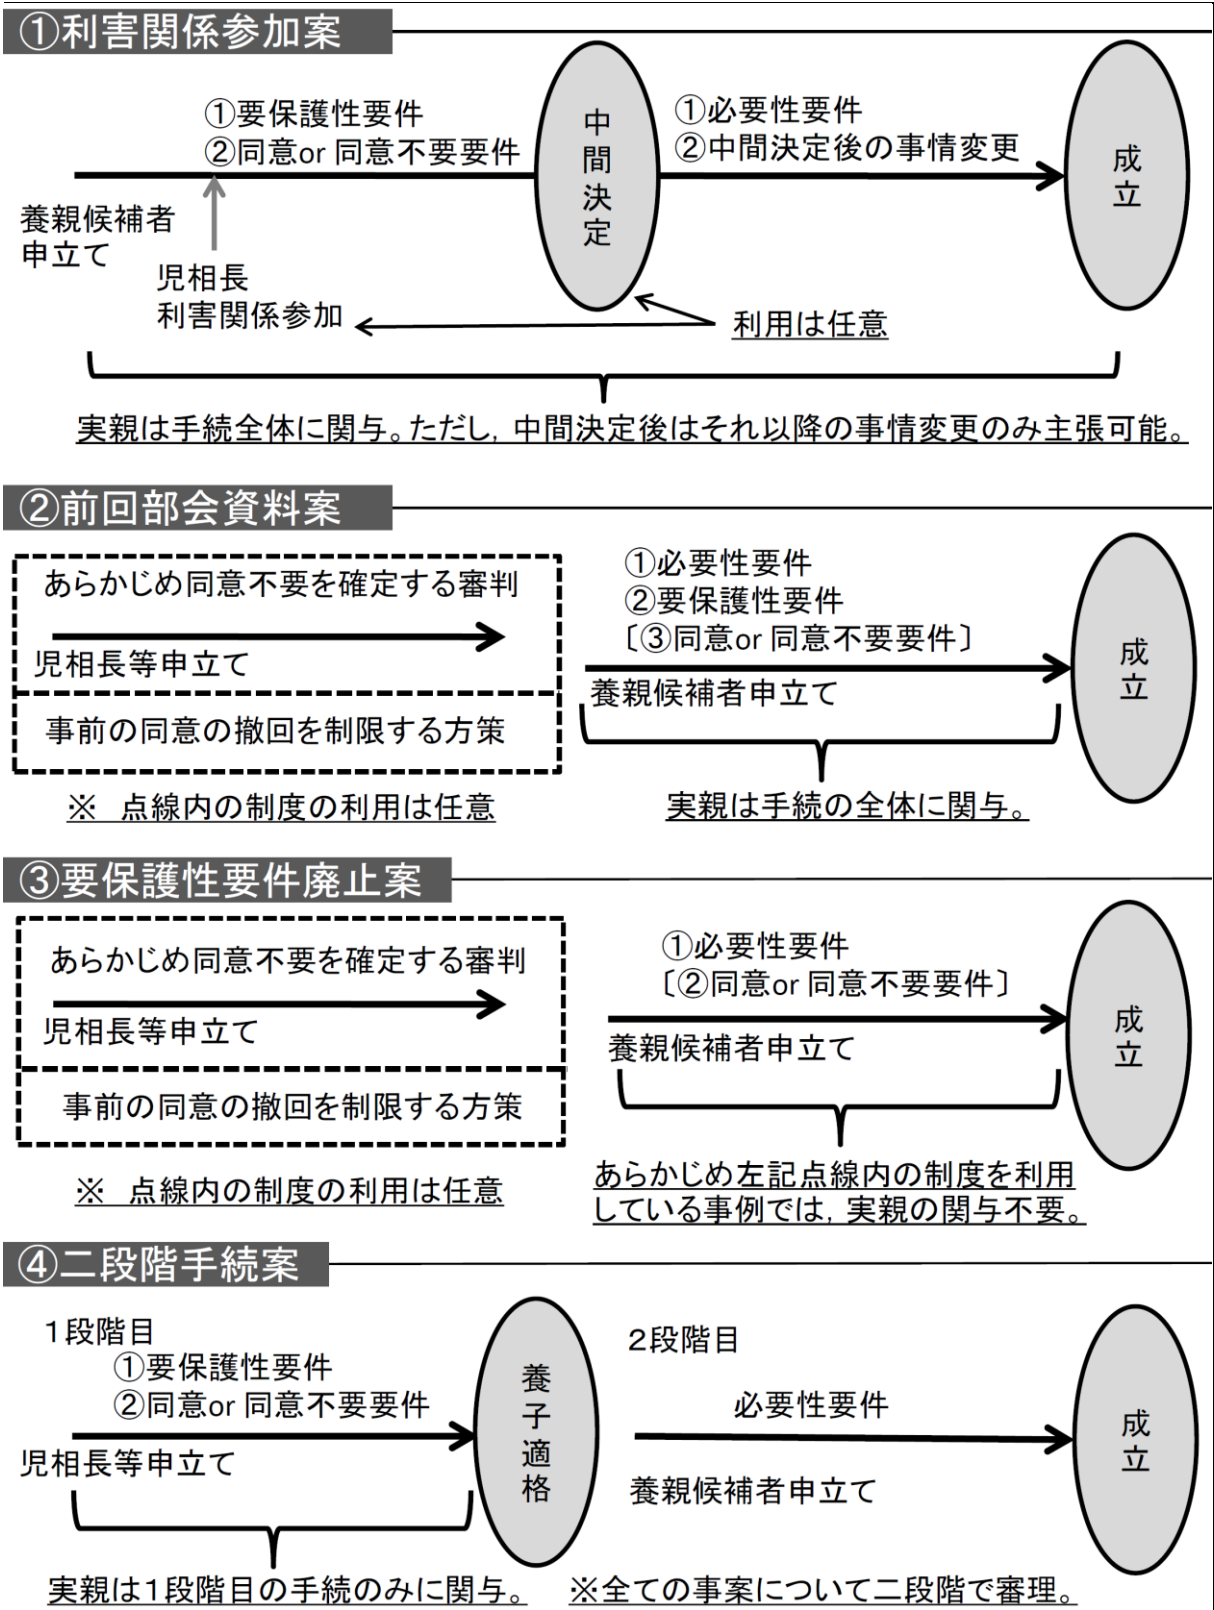 ①利害関係参加案
①要保護性要件
②同意or 同意不要要件
中間決定
①必要性要件
②中間決定後の事情変更
成立
養親候補者
申立て
児相長
利害関係参加
利用は任意
実親は手続全体に関与。ただし，中間決定後はそれ以降の事情変更のみ主張可能。
②前回部会資料案
あらかじめ同意不要を確定する審判
児相長等申立て
事前の同意の撤回を制限する方策
※　点線内の制度の利用は任意
①必要性要件
②要保護性要件
〔③同意or 同意不要要件〕
養親候補者申立て
成立
実親は手続の全体に関与。
③要保護性要件廃止案
あらかじめ同意不要を確定する審判
児相長等申立て
事前の同意の撤回を制限する方策
※　点線内の制度の利用は任意
①必要性要件
〔②同意or 同意不要要件〕
養親候補者申立て
成立
あらかじめ左記点線内の制度を利用
している事例では，実親の関与不要。
④二段階手続案
１段階目
①要保護性要件
②同意or 同意不要要件
児相長等申立て
養子適格
２段階目
必要性要件
養親候補者申立て
成立
実親は１段階目の手続のみに関与。
※全ての事案について二段階で審理。